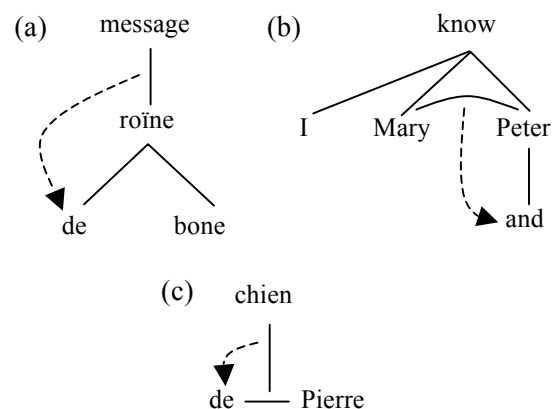 (a) message
roïne
de bone
(b) know
I Mary Peter
and
(c) chien
de Pierre